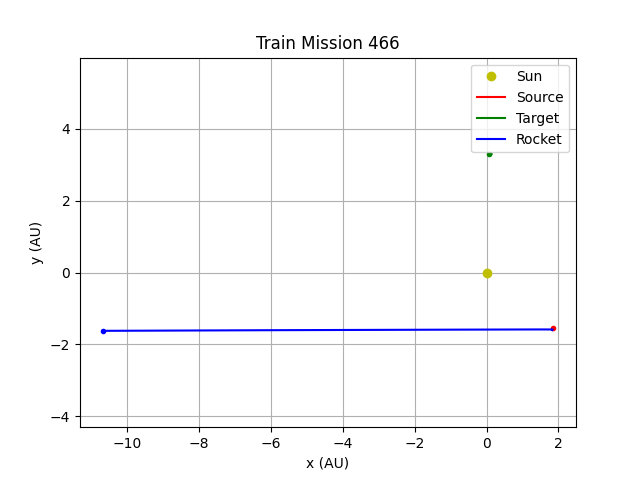 Train Mission 466
Sun
Source
Target
Rocket
y (AU)
4
2
0
−2
−4
−10
−8
−6
−4
−2
0
2
x (AU)